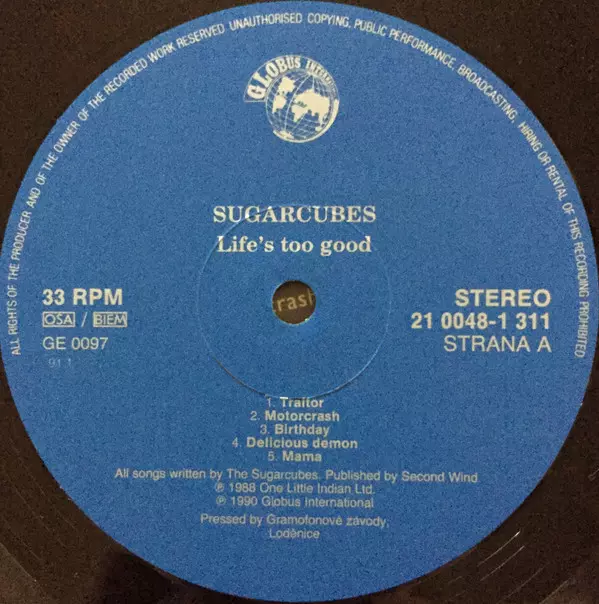 ALL RIGHTS OF THE PRODUCER AND OF THE OWNER OF THE RECORDED WORK RESERVED UNAUTHORISED COPYING, PUBLIC PERFORMANCE, BROADCASTING, HIRING OR RENTAL OF THIS RECORDING PROHIBITED
GLOBUS INTERN
SUGARCUBES
Life's too good
33 RPM
OSA / BIEM
GE 0097
91 1
STEREO
21 0048-1 311
STRANA A
rash
1. Traitor
2. Motorcrash
3. Birthday
4. Delicious demon
5. Mama
All songs written by The Sugarcubes. Published by Second Wind
℗ 1988 One Little Indian Ltd.
℗ 1990 Globus International
Pressed by Gramofonové závody,
Loděnice